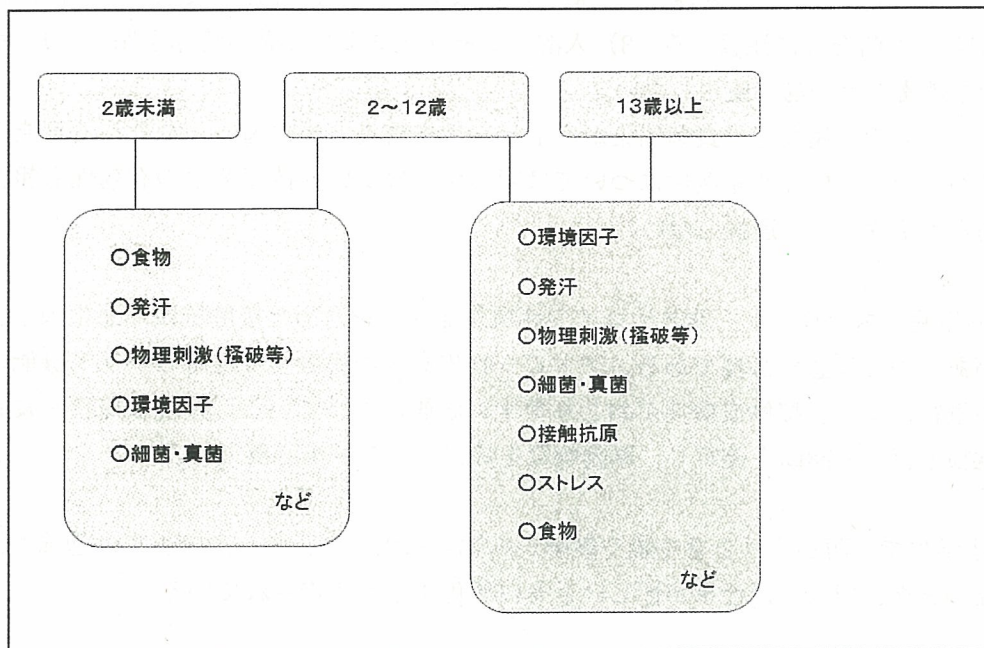 2歳未満
2～12歳
13歳以上
○食物
○発汗
○物理刺激(掻破等)
○環境因子
○細菌・真菌
など
○環境因子
○発汗
○物理刺激(掻破等)
○細菌・真菌
○接触抗原
○ストレス
○食物
など